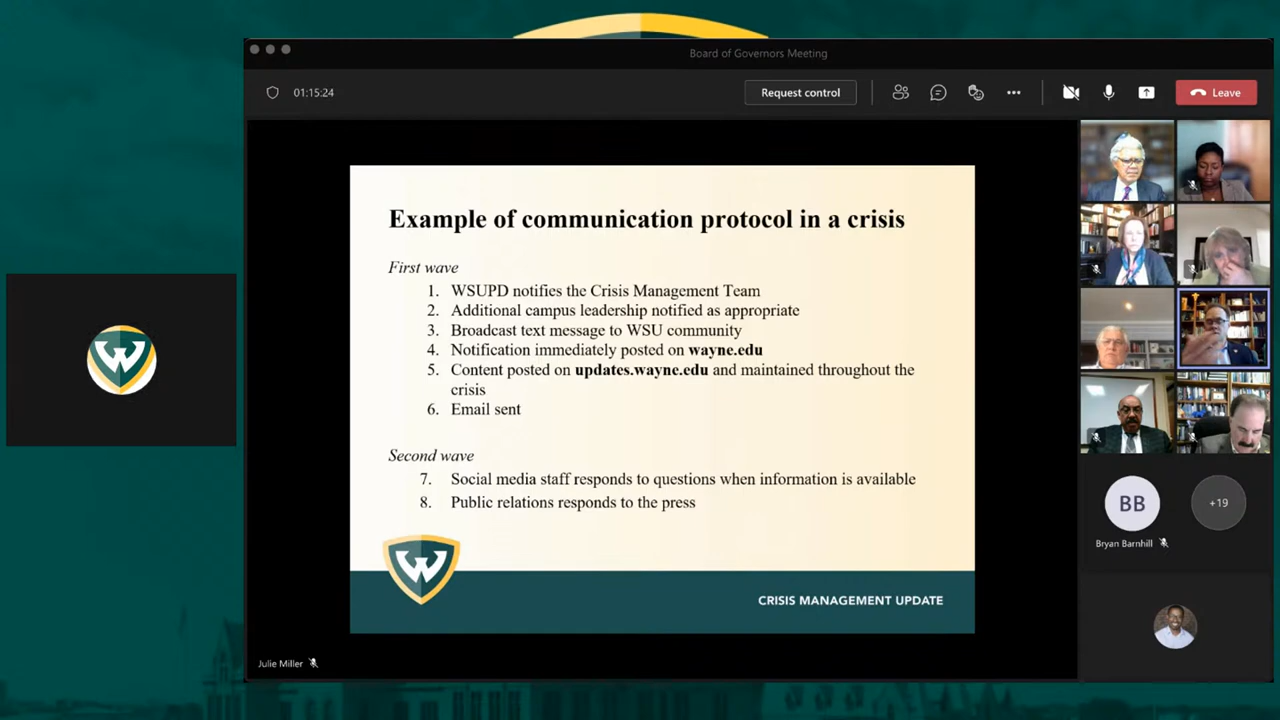 Board of Governors Meeting
01:15:24
Request control
Leave
Example of communication protocol in a crisis
First wave
1. WSUPD notifies the Crisis Management Team
2. Additional campus leadership notified as appropriate
3. Broadcast text message to WSU community
4. Notification immediately posted on wayne.edu
5. Content posted on updates.wayne.edu and maintained throughout the
crisis
6. Email sent
Second wave
7. Social media staff responds to questions when information is available
8. Public relations responds to the press
W
CRISIS MANAGEMENT UPDATE
W
BB
+19
Bryan Barnhill
Julie Miller